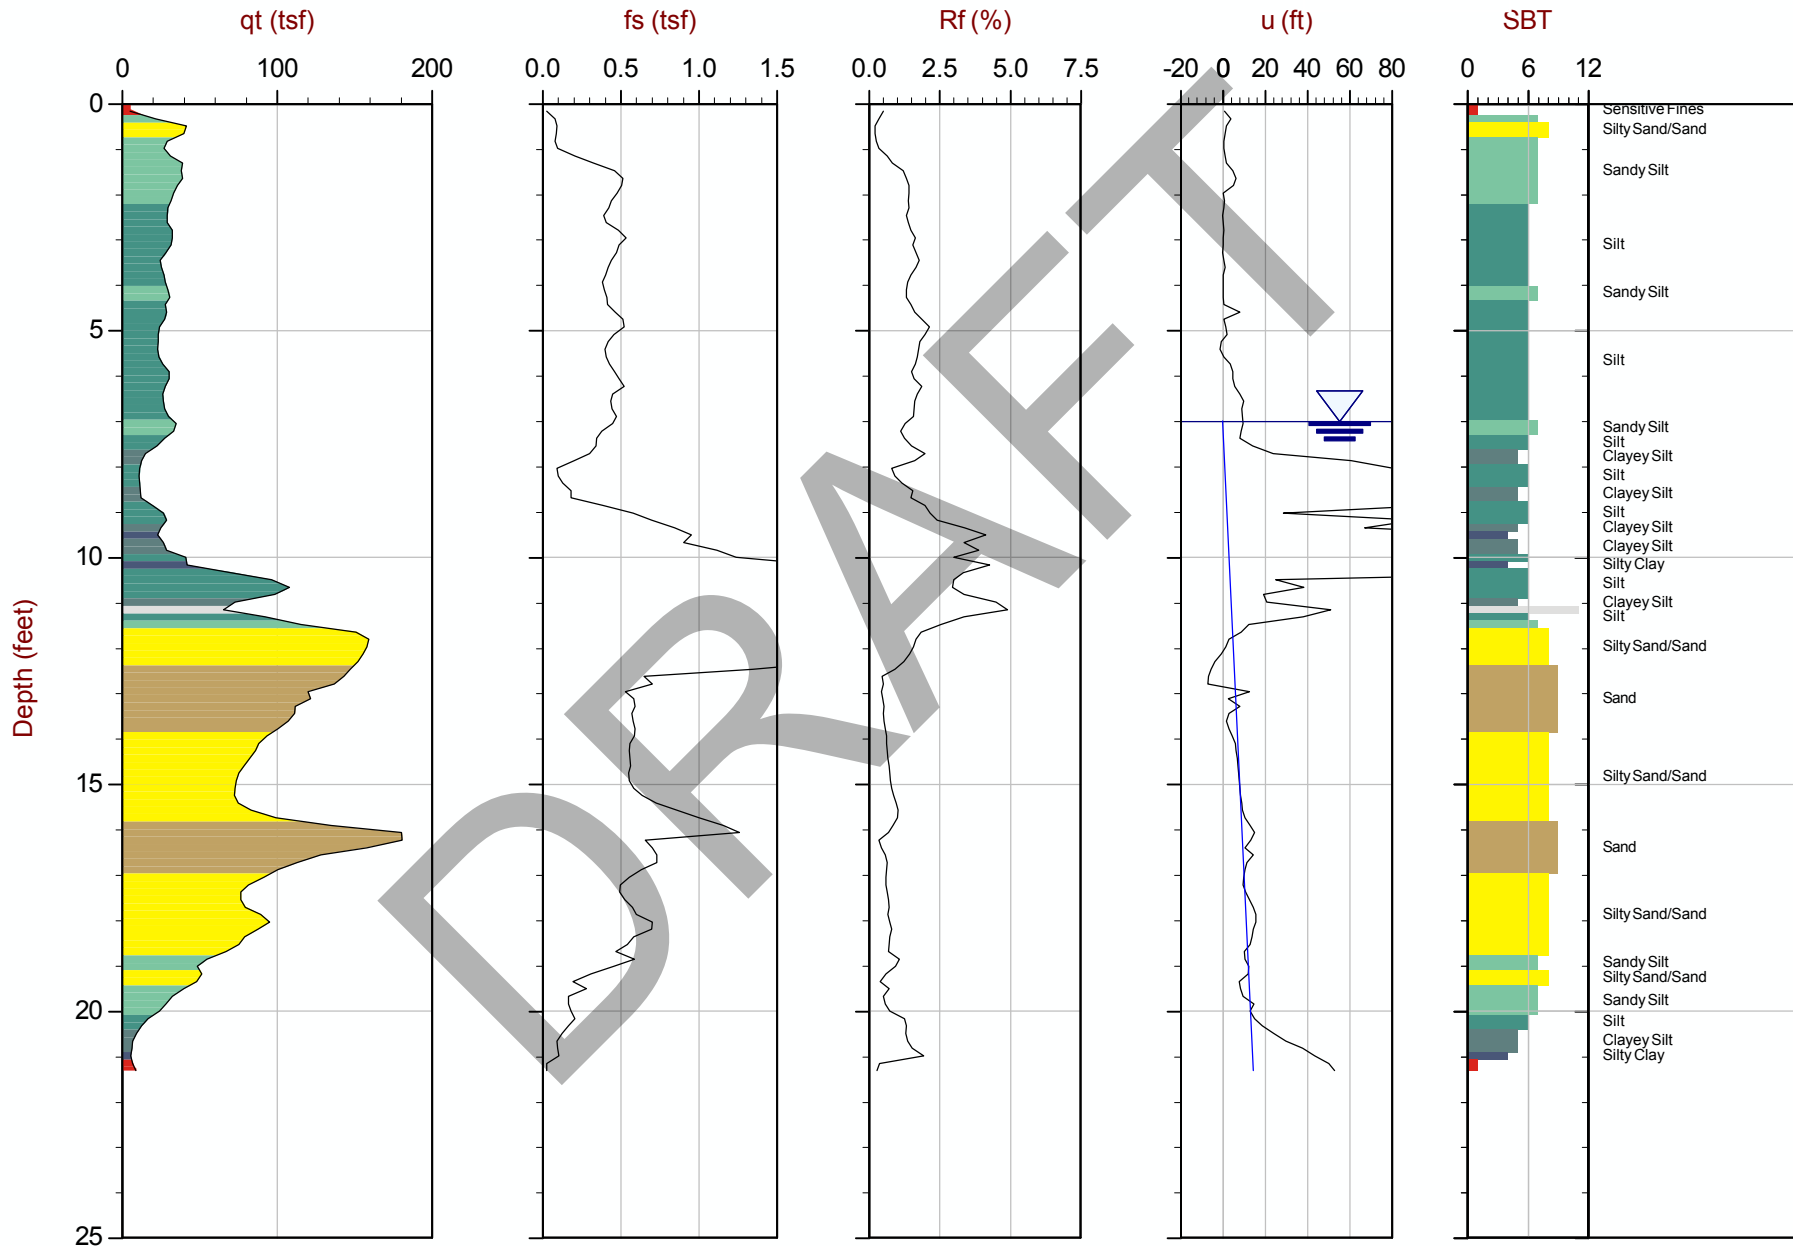 qt (tsf) fs (tsf) Rf (%) u (ft) SBT
0 100 200 0.0 0.5 1.0 1.5 0.0 2.5 5.0 7.5 -20 0 20 40 60 80 0 6 12
0
Sensitive Fines
Silty Sand/Sand
Sandy Silt
Silt
Sandy Silt
5
Silt
Sandy Silt
Silt
Clayey Silt
Silt
Clayey Silt
Silt
Clayey Silt
Clayey Silt
10
Silty Clay
Silt
Clayey Silt
Silt
Silty Sand/Sand
Depth (feet)
Sand
Silty Sand/Sand
15
Sand
Silty Sand/Sand
Sandy Silt
Silty Sand/Sand
Sandy Silt
20
Silt
Clayey Silt
Silty Clay
25
DRAFT